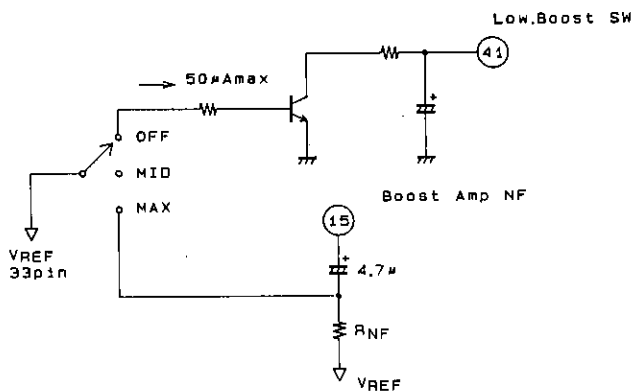 Low.Boost SW
41
50μAmax
OFF
MID
MAX
VREF
33pin
Boost Amp NF
15
4.7μ
RNF
VREF